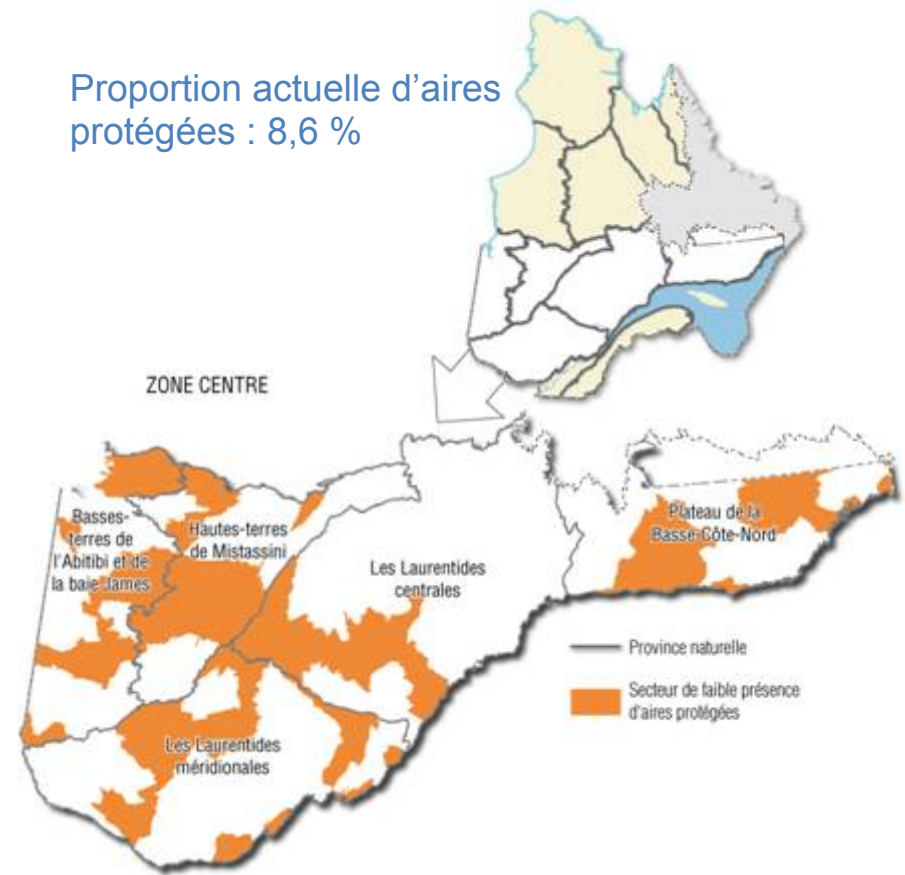 Proportion actuelle d'aires
protégées : 8,6 %
ZONE CENTRE
Basses-
terres de
l'Abitibi et de
la baie James
Hautes-terres
de Mistassini
Les Laurentides
centrales
Plateau de la
Basse-Côte-Nord
Province naturelle
Secteur de faible présence
d'aires protégées
Les Laurentides
méridionales